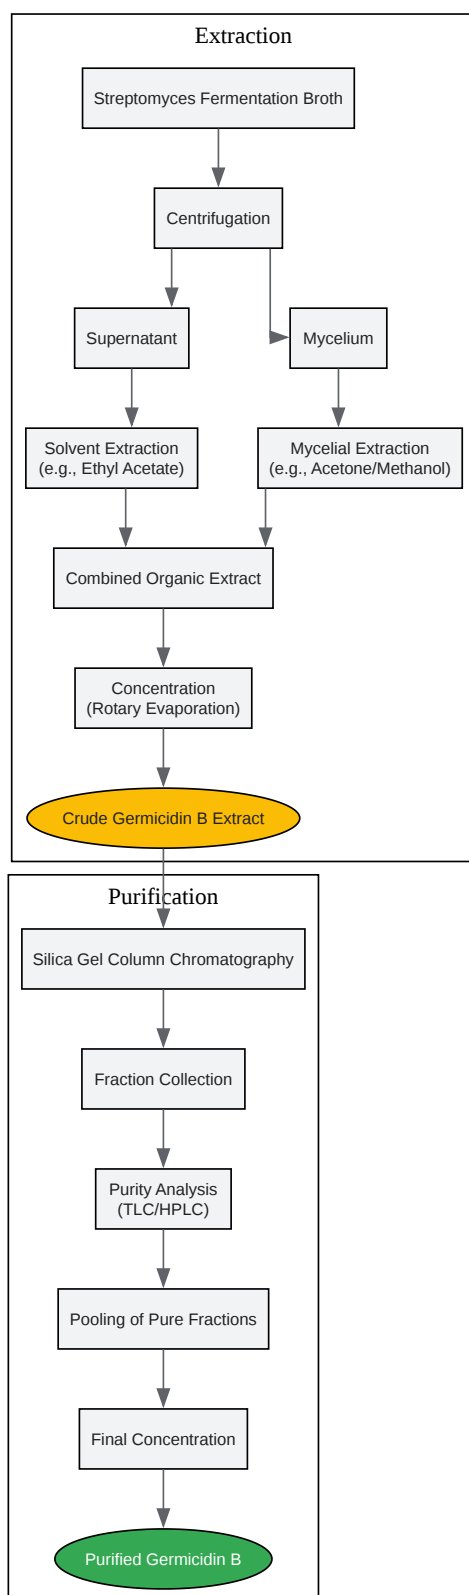 Extraction
Streptomyces Fermentation Broth
Centrifugation
Supernatant
Mycelium
Solvent Extraction
(e.g., Ethyl Acetate)
Mycelial Extraction
(e.g., Acetone/Methanol)
Combined Organic Extract
Concentration
(Rotary Evaporation)
Crude Germicidin B Extract
Purification
Silica Gel Column Chromatography
Fraction Collection
Purity Analysis
(TLC/HPLC)
Pooling of Pure Fractions
Final Concentration
Purified Germicidin B